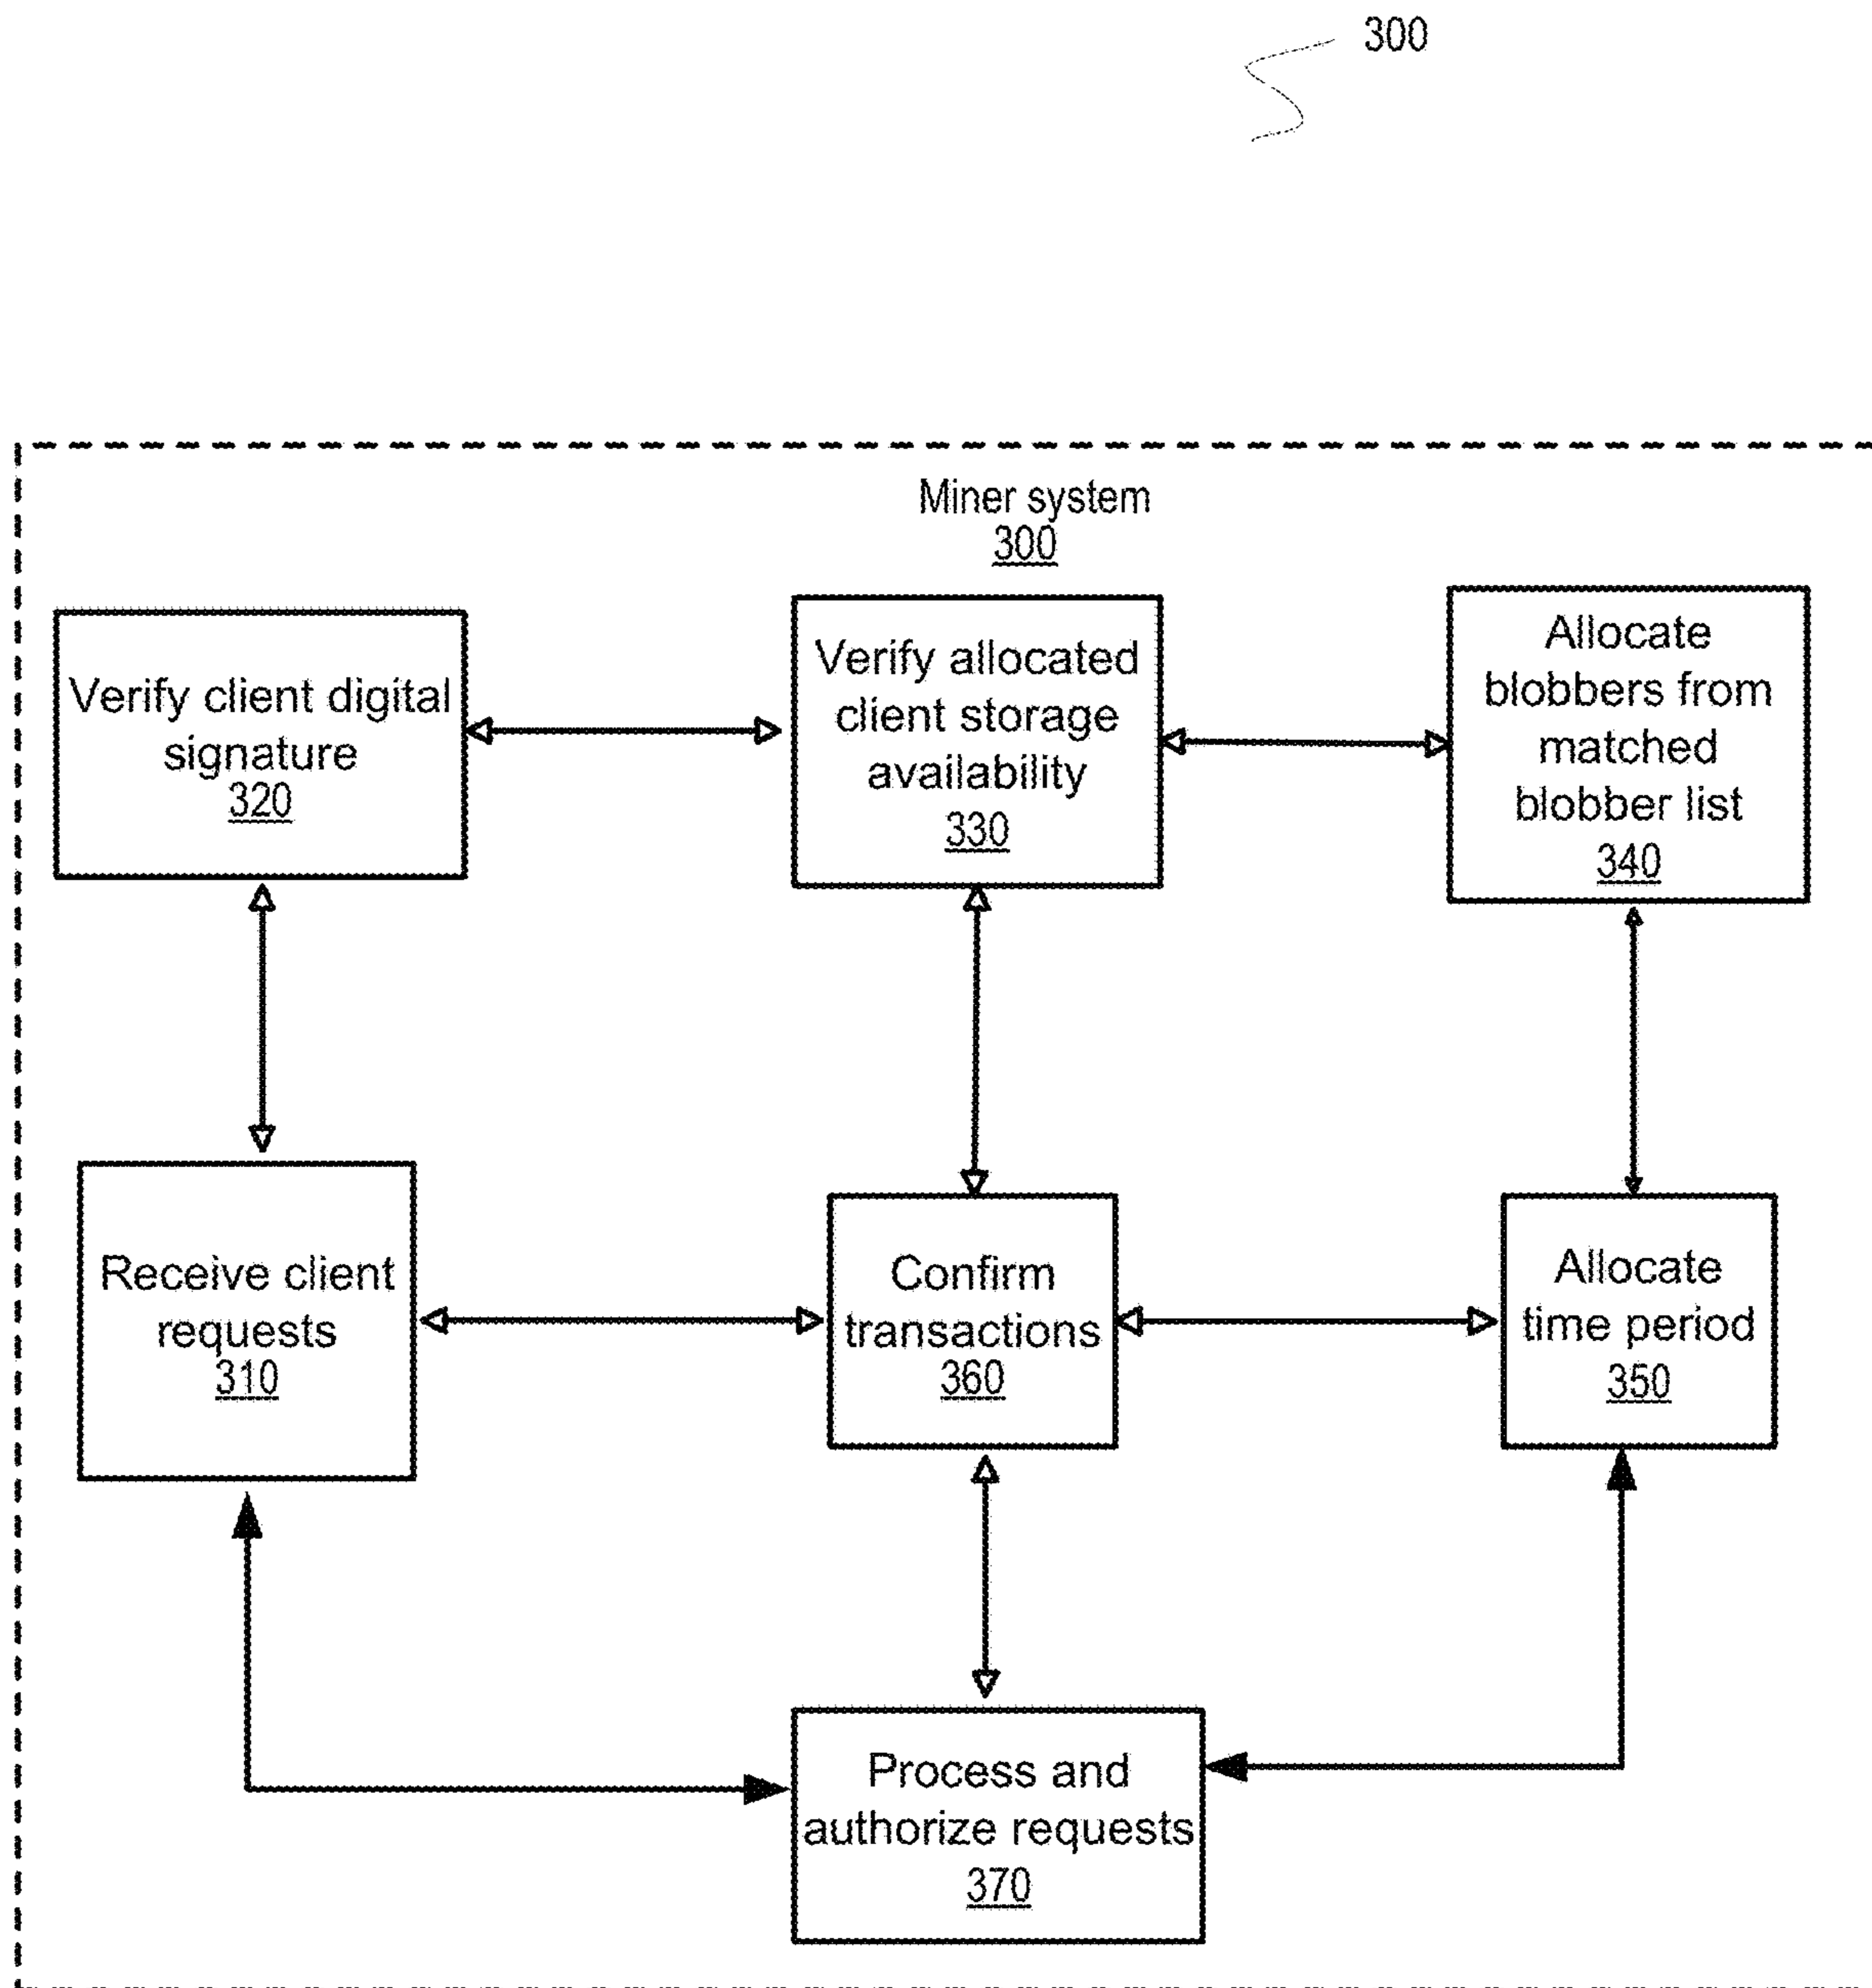 300
Miner system
300
Verify client digital
signature
320
Verify allocated
client storage
availability
330
Allocate
blobbers from
matched
blobber list
340
Receive client
requests
310
Confirm
transactions
360
Allocate
time period
350
Process and
authorize requests
370